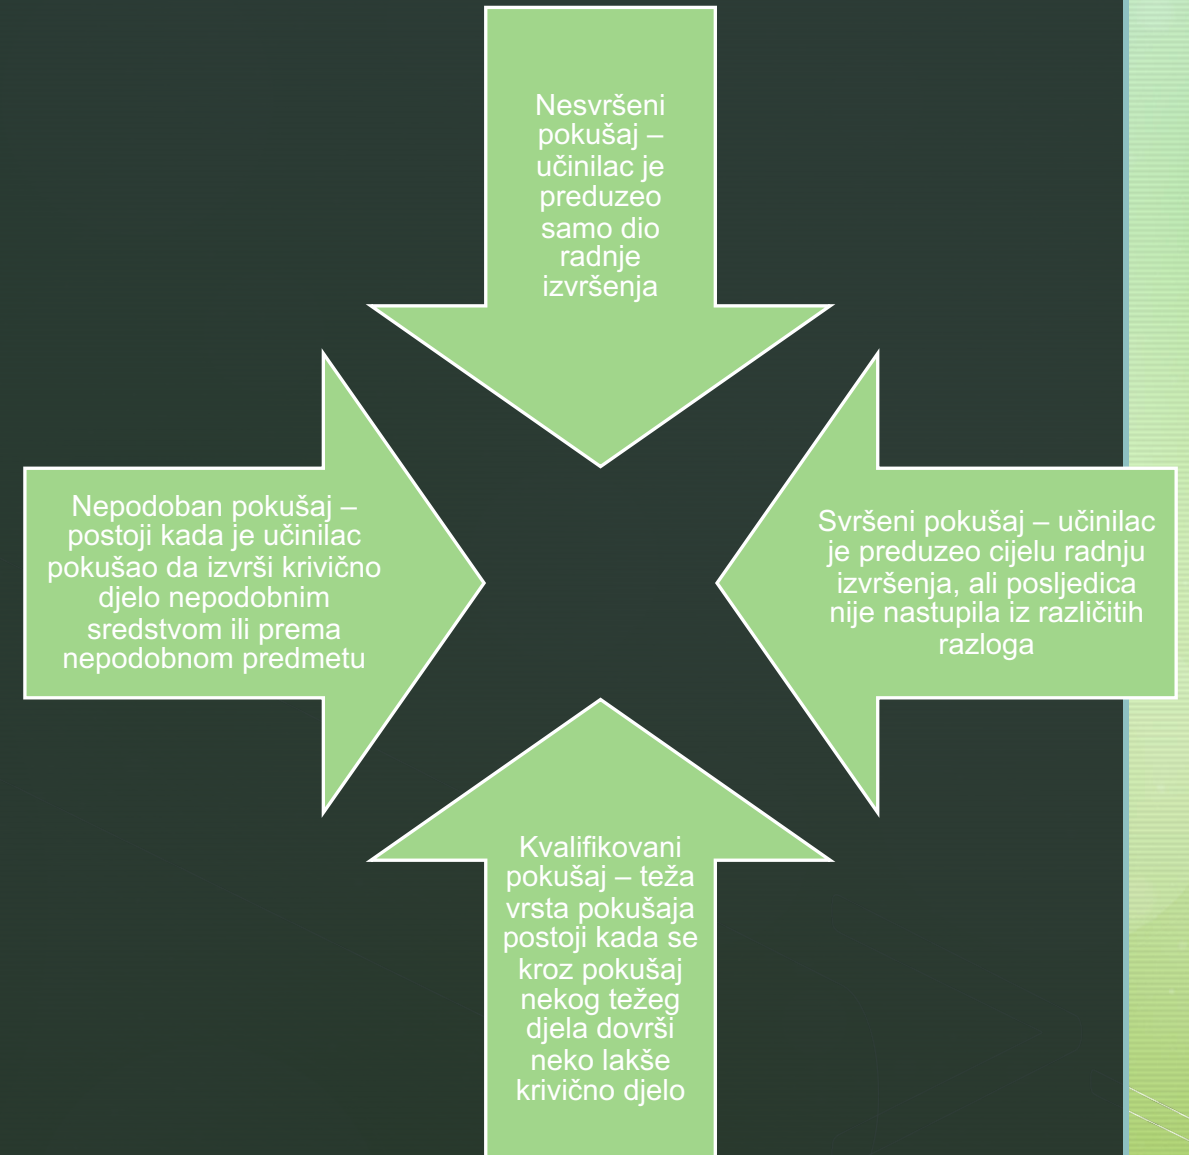 Nesvršeni
pokušaj –
učinilac je
preduzeo
samo dio
radnje
izvršenja
Nepodoban pokušaj –
postoji kada je učinilac
pokušao da izvrši krivično
djelo nepodobnim
sredstvom ili prema
nepodobnom predmetu
Svršeni pokušaj – učinilac
je preduzeo cijelu radnju
izvršenja, ali posljedica
nije nastupila iz različitih
razloga
Kvalifikovani
pokušaj – teža
vrsta pokušaja
postoji kada se
kroz pokušaj
nekog težeg
djela dovrši
neko lakše
krivično djelo